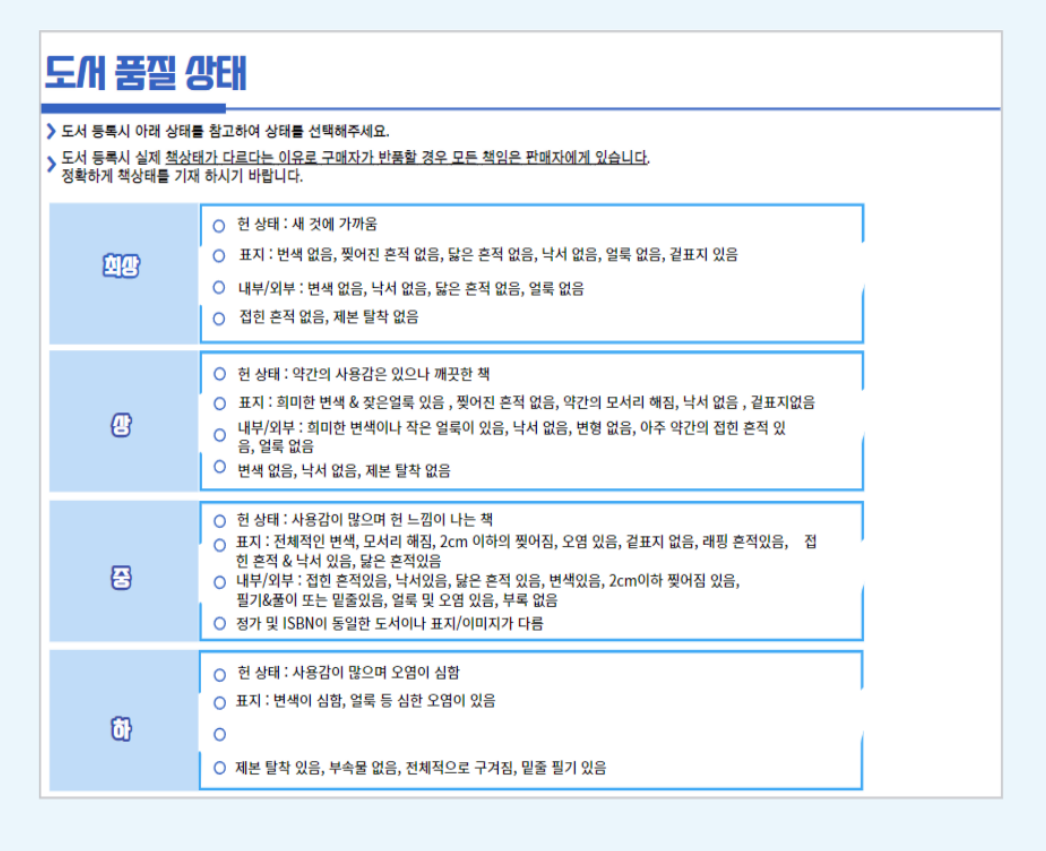 도서 품질 상태
도서 등록시 아래 상태를 참고하여 상태를 선택해주세요.
도서 등록시 실제 책상태가 다르다는 이유로 구매자가 반품할 경우 모든 책임은 판매자에게 있습니다.
정확하게 책상태를 기재 하시기 바랍니다.
최상
헌 상태 : 새 것에 가까움
표지 : 번색 없음, 찢어진 흔적 없음, 닳은 흔적 없음, 낙서 없음, 얼룩 없음, 겉표지 있음
내부/외부 : 변색 없음, 낙서 없음, 닳은 흔적 없음, 얼룩 없음
접힌 흔적 없음, 제본 탈착 없음
상
헌 상태 : 약간의 사용감은 있으나 깨끗한 책
표지 : 희미한 변색 & 잦은얼룩 있음 , 찢어진 흔적 없음, 약간의 모서리 해짐, 낙서 없음 , 겉표지없음
내부/외부 : 희미한 변색이나 작은 얼룩이 있음, 낙서 없음, 변형 없음, 아주 약간의 접힌 흔적 있
음, 얼룩 없음
변색 없음, 낙서 없음, 제본 탈착 없음
중
헌 상태 : 사용감이 많으며 헌 느낌이 나는 책
표지 : 전체적인 변색, 모서리 해짐, 2cm 이하의 찢어짐, 오염 있음, 겉표지 없음, 래핑 흔적있음, 접
힌 흔적 & 낙서 있음, 닳은 흔적있음
내부/외부 : 접힌 흔적있음, 낙서있음, 닳은 흔적 있음, 변색있음, 2cm이하 찢어짐 있음,
필기&풀이 또는 밑줄있음, 얼룩 및 오염 있음, 부록 없음
정가 및 ISBN이 동일한 도서이나 표지/이미지가 다름
하
헌 상태 : 사용감이 많으며 오염이 심함
표지 : 변색이 심함, 얼룩 등 심한 오염이 있음
제본 탈착 있음, 부속물 없음, 전체적으로 구겨짐, 밑줄 필기 있음